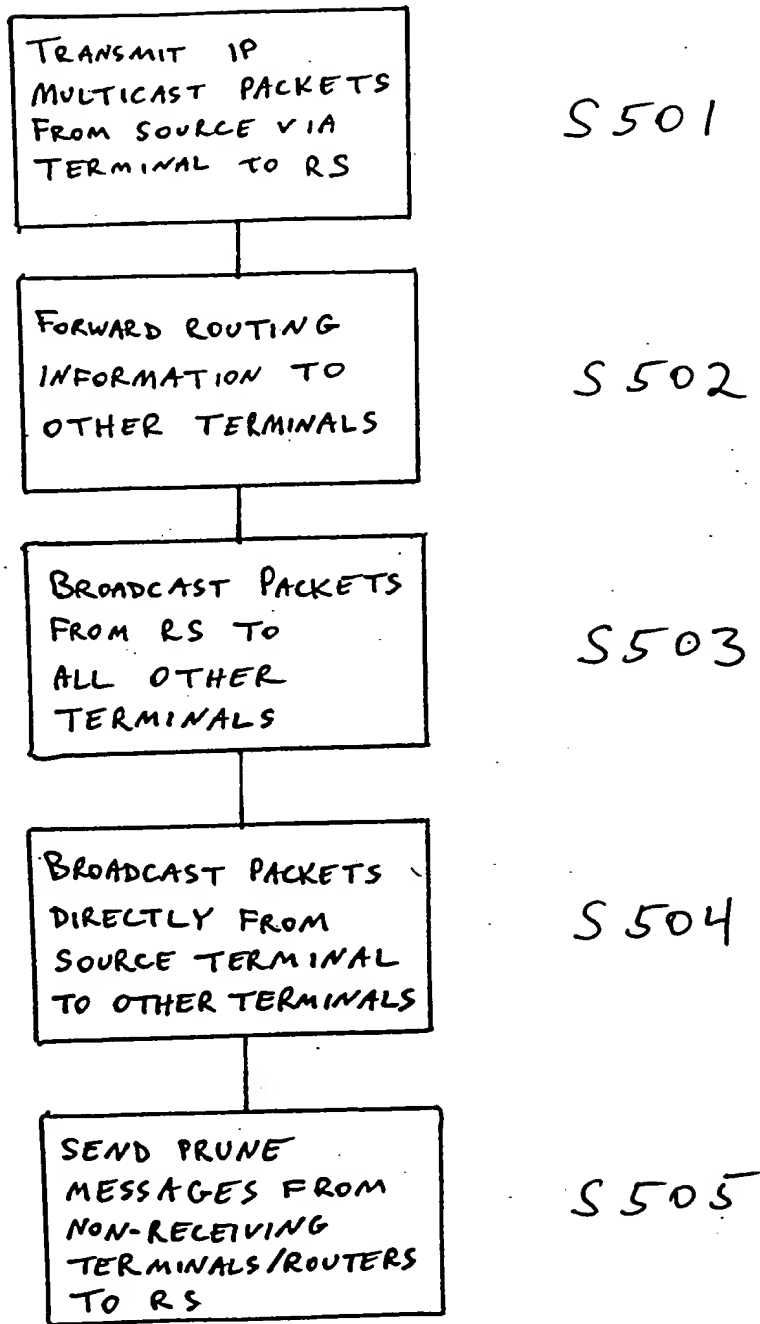 TRANSMIT IP
MULTICAST PACKETS
FROM SOURCE VIA
TERMINAL TO RS
S501
FORWARD ROUTING
INFORMATION TO
OTHER TERMINALS
S502
BROADCAST PACKETS
FROM RS TO
ALL OTHER
TERMINALS
S503
BROADCAST PACKETS
DIRECTLY FROM
SOURCE TERMINAL
TO OTHER TERMINALS
S504
SEND PRUNE
MESSAGES FROM
NON-RECEIVING
TERMINALS/ROUTERS
TO RS
S505